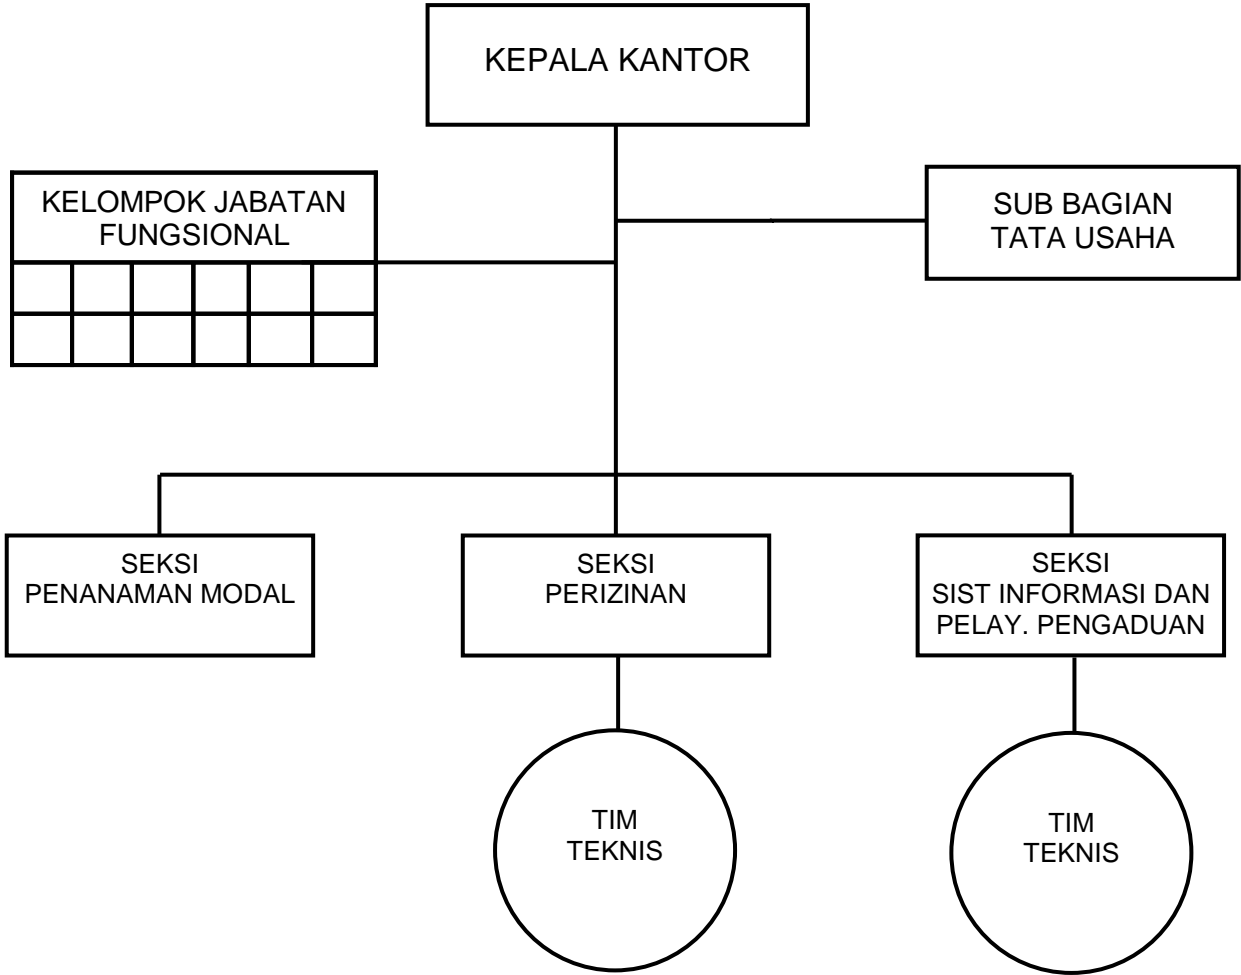 KEPALA KANTOR
KELOMPOK JABATAN
FUNGSIONAL
SUB BAGIAN
TATA USAHA
SEKSI
PENANAMAN MODAL
SEKSI
PERIZINAN
SEKSI
SIST INFORMASI DAN
PELAY. PENGADUAN
TIM
TEKNIS
TIM
TEKNIS